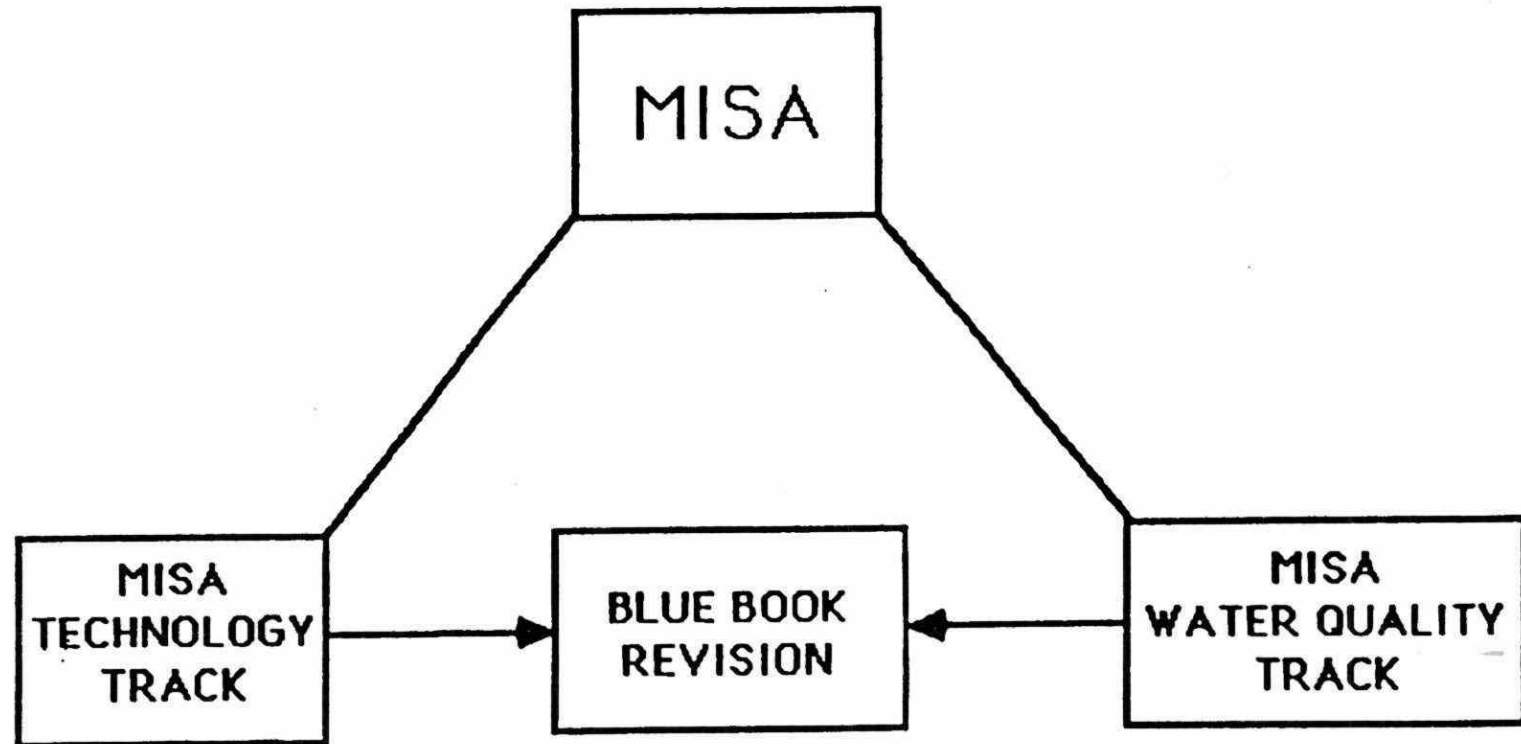 MISA
MISA
TECHNOLOGY
TRACK
BLUE BOOK
REVISION
MISA
WATER QUALITY
TRACK